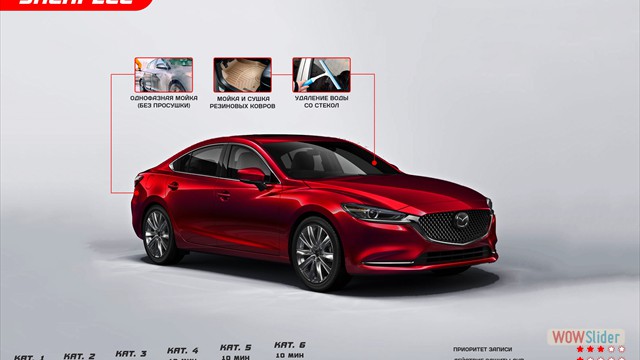 ОДНОФАЗНАЯ МОЙКА
(БЕЗ ПРОСУШКИ)
МОЙКА И СУШКА
РЕЗИНОВЫХ КОВРОВ
УДАЛЕНИЕ ВОДЫ
СО СТЕКОЛ
КАТ. 1
КАТ. 2
КАТ. 3
КАТ. 4
10 МИН
КАТ. 5
10 МИН
КАТ. 6
10 МИН
ПРИОРИТЕТ ЗАПИСИ
WOWSlider